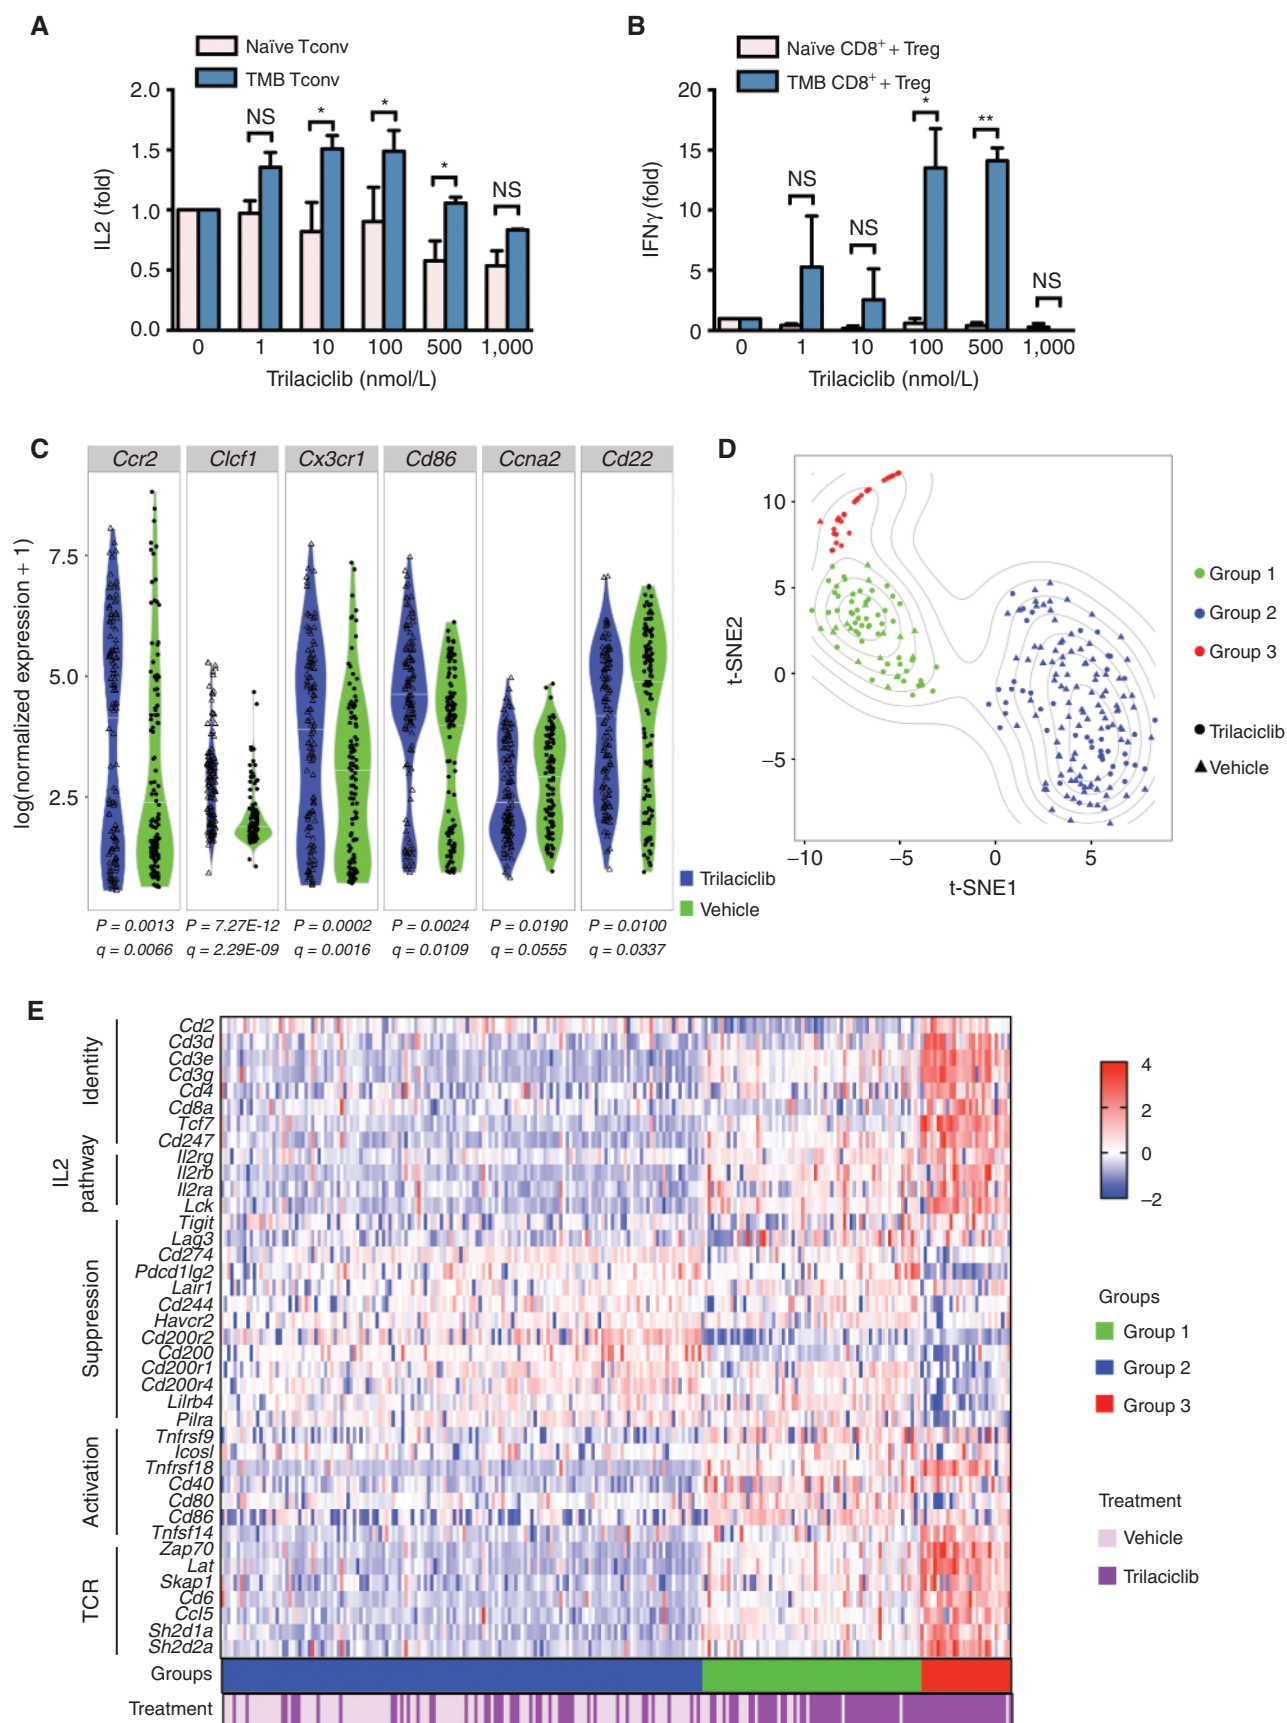 A
Naïve Tconv
TMB Tconv
IL2 (fold)
2.0
1.5
1.0
0.5
0.0
NS
*
*
*
NS
0 1 10 100 500 1,000
Trilaciclib (nmol/L)
B
Naïve CD8⁺ + Treg
TMB CD8⁺ + Treg
IFNγ (fold)
20
15
10
5
0
NS
NS
*
**
NS
0 1 10 100 500 1,000
Trilaciclib (nmol/L)
C
Ccr2 Clcf1 Cx3cr1 Cd86 Ccna2 Cd22
log(normalized expression + 1)
7.5
5.0
2.5
P = 0.0013 P = 7.27E-12 P = 0.0002 P = 0.0024 P = 0.0190 P = 0.0100
q = 0.0066 q = 2.29E-09 q = 0.0016 q = 0.0109 q = 0.0555 q = 0.0337
Trilaciclib
Vehicle
D
t-SNE2
10
5
0
−5
−10 −5 0 5
t-SNE1
Group 1
Group 2
Group 3
Trilaciclib
Vehicle
E
Identity
Cd2
Cd3d
Cd3e
Cd3g
Cd4
Cd8a
Tcf7
Cd247
IL2
pathway
Il2rg
Il2rb
Il2ra
Lck
Suppression
Tigit
Lag3
Cd274
Pdcd1lg2
Lair1
Cd244
Havcr2
Cd200r2
Cd200
Cd200r1
Cd200r4
Lilrb4
Pilra
Activation
Tnfrsf9
Icosl
Tnfrsf18
Cd40
Cd80
Cd86
Tnfsf14
TCR
Zap70
Lat
Skap1
Cd6
Ccl5
Sh2d1a
Sh2d2a
Groups
Treatment
4
2
0
−2
Groups
Group 1
Group 2
Group 3
Treatment
Vehicle
Trilaciclib